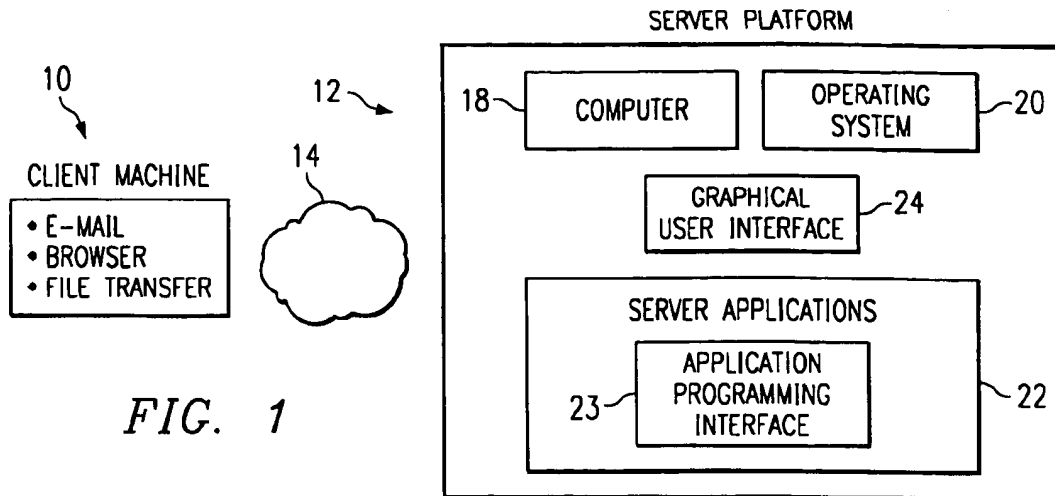 SERVER PLATFORM
10
12
18
COMPUTER
OPERATING
SYSTEM
20
CLIENT MACHINE
14
• E-MAIL
• BROWSER
• FILE TRANSFER
GRAPHICAL
USER INTERFACE
24
SERVER APPLICATIONS
APPLICATION
PROGRAMMING
INTERFACE
23
22
FIG. 1